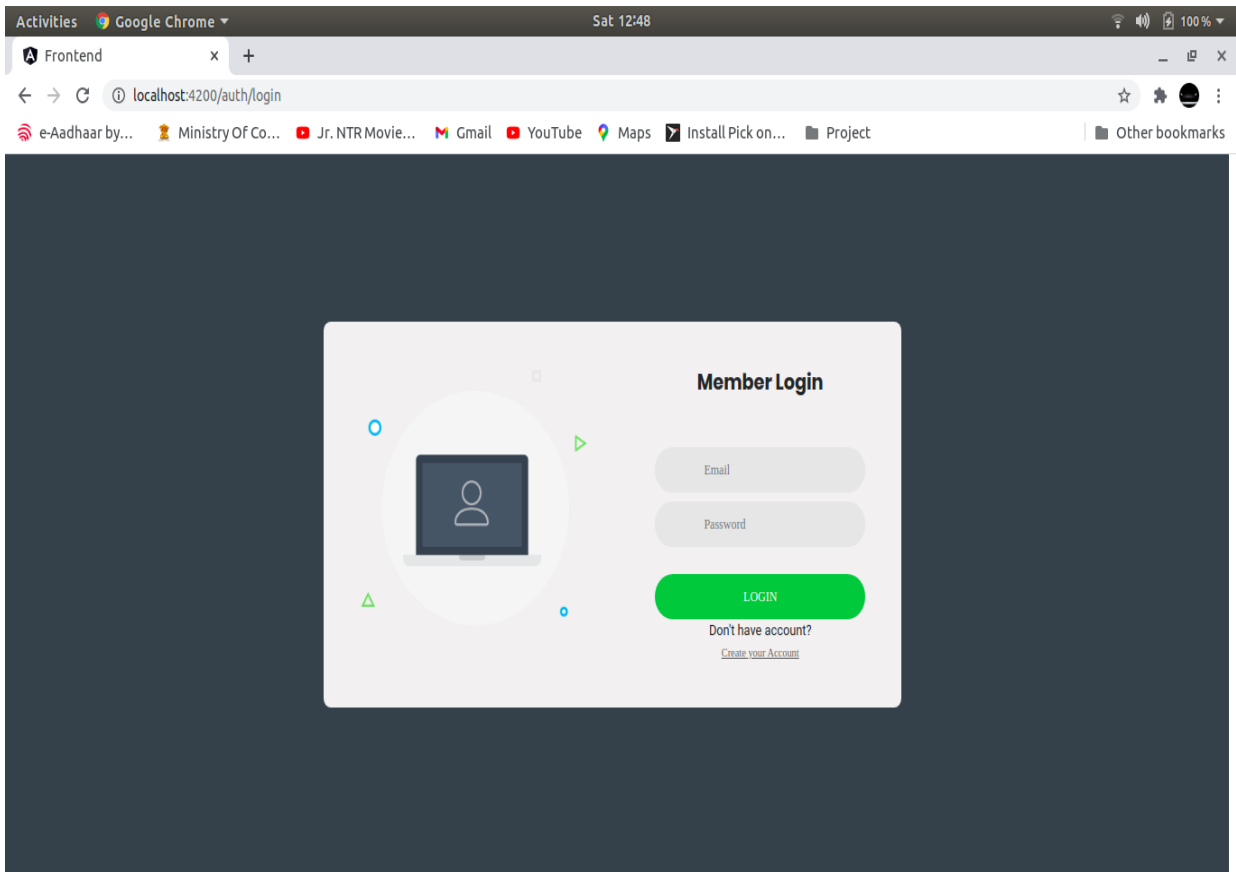 Activities Google Chrome Sat 12:48 100 %
Frontend
localhost:4200/auth/login
e-Aadhaar by... Ministry Of Co... Jr. NTR Movie... Gmail YouTube Maps Install Pick on... Project Other bookmarks
Member Login
Email
Password
LOGIN
Don't have account?
Create your Account